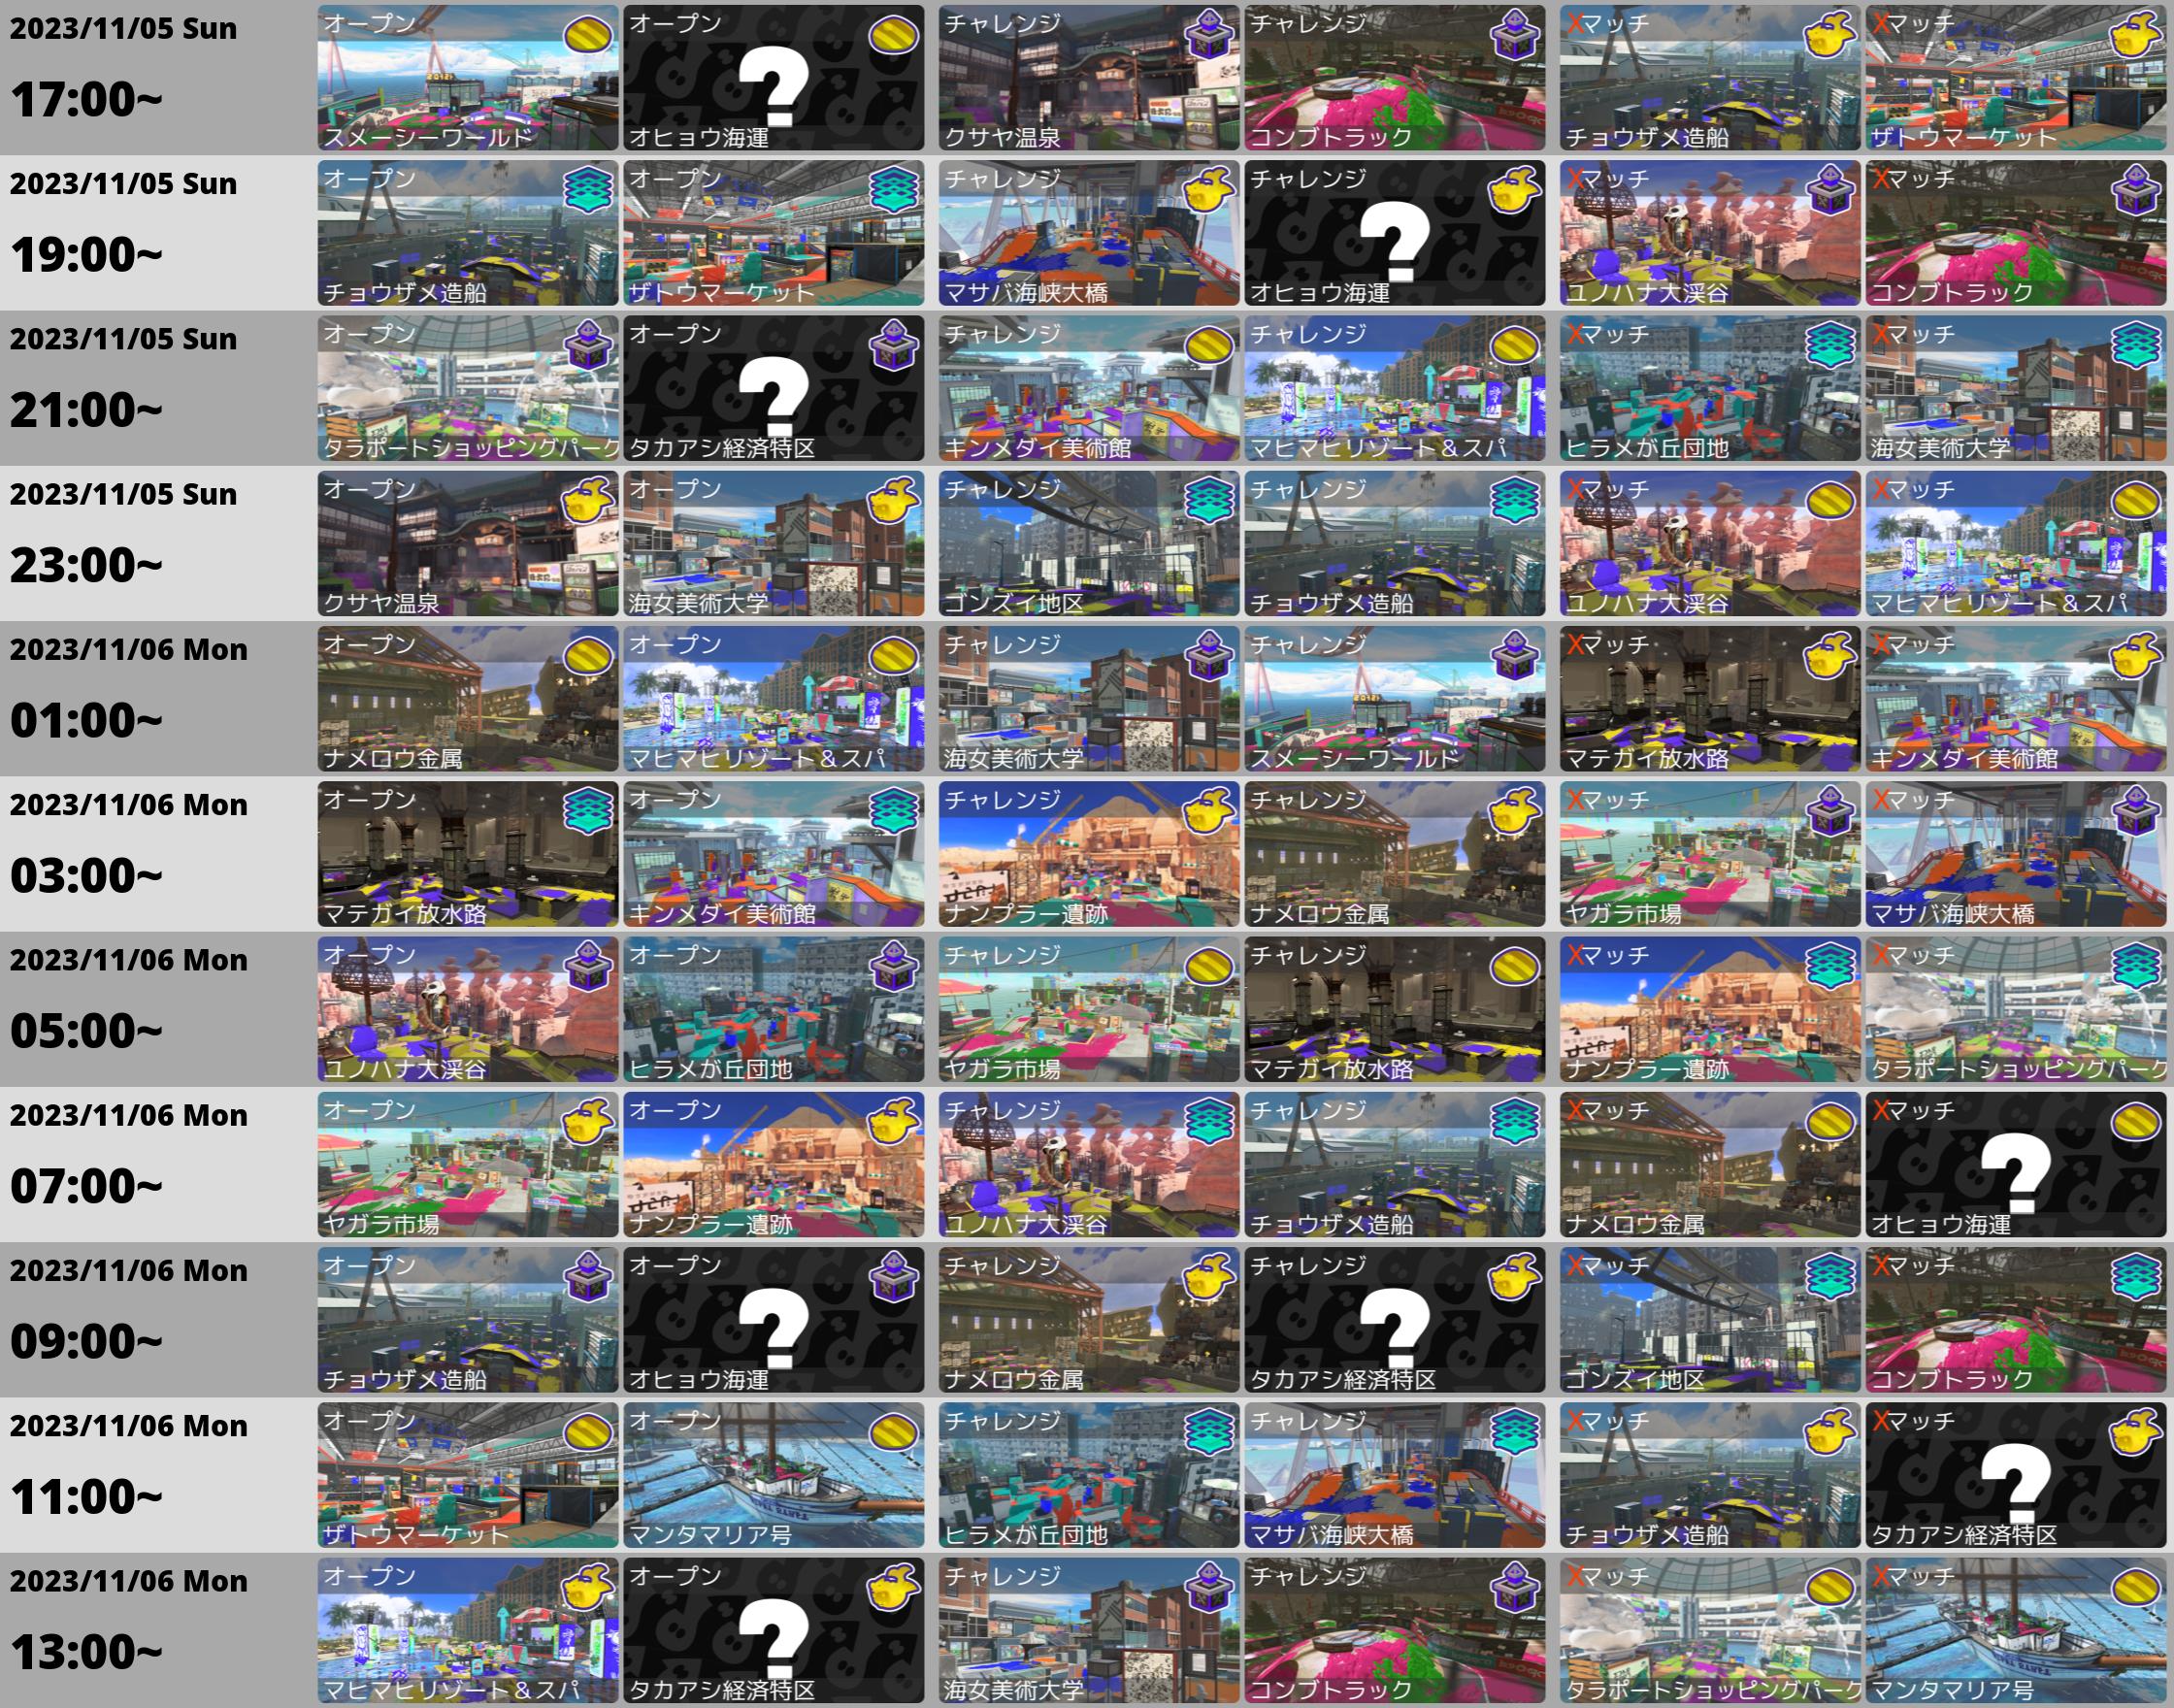 2023/11/05 Sun
17:00~
オープン
スメーシーワールド
オープン
オヒョウ海運
チャレンジ
クサヤ温泉
チャレンジ
コンブトラック
Xマッチ
チョウザメ造船
Xマッチ
ザトウマーケット
2023/11/05 Sun
19:00~
オープン
チョウザメ造船
オープン
ザトウマーケット
チャレンジ
マサバ海峡大橋
チャレンジ
オヒョウ海運
Xマッチ
ユノハナ大渓谷
Xマッチ
コンブトラック
2023/11/05 Sun
21:00~
オープン
タラポートショッピングパーク
オープン
タカアシ経済特区
チャレンジ
キンメダイ美術館
チャレンジ
マヒマヒリゾート＆スパ
Xマッチ
ヒラメが丘団地
Xマッチ
海女美術大学
2023/11/05 Sun
23:00~
オープン
クサヤ温泉
オープン
海女美術大学
チャレンジ
ゴンズイ地区
チャレンジ
チョウザメ造船
Xマッチ
ユノハナ大渓谷
Xマッチ
マヒマヒリゾート＆スパ
2023/11/06 Mon
01:00~
オープン
ナメロウ金属
オープン
マヒマヒリゾート＆スパ
チャレンジ
海女美術大学
チャレンジ
スメーシーワールド
Xマッチ
マテガイ放水路
Xマッチ
キンメダイ美術館
2023/11/06 Mon
03:00~
オープン
マテガイ放水路
オープン
キンメダイ美術館
チャレンジ
ナンプラー遺跡
チャレンジ
ナメロウ金属
Xマッチ
ヤガラ市場
Xマッチ
マサバ海峡大橋
2023/11/06 Mon
05:00~
オープン
ユノハナ大渓谷
オープン
ヒラメが丘団地
チャレンジ
ヤガラ市場
チャレンジ
マテガイ放水路
Xマッチ
ナンプラー遺跡
Xマッチ
タラポートショッピングパーク
2023/11/06 Mon
07:00~
オープン
ヤガラ市場
オープン
ナンプラー遺跡
チャレンジ
ユノハナ大渓谷
チャレンジ
チョウザメ造船
Xマッチ
ナメロウ金属
Xマッチ
オヒョウ海運
2023/11/06 Mon
09:00~
オープン
チョウザメ造船
オープン
オヒョウ海運
チャレンジ
ナメロウ金属
チャレンジ
タカアシ経済特区
Xマッチ
ゴンズイ地区
Xマッチ
コンブトラック
2023/11/06 Mon
11:00~
オープン
ザトウマーケット
オープン
マンタマリア号
チャレンジ
ヒラメが丘団地
チャレンジ
マサバ海峡大橋
Xマッチ
チョウザメ造船
Xマッチ
タカアシ経済特区
2023/11/06 Mon
13:00~
オープン
マヒマヒリゾート＆スパ
オープン
タカアシ経済特区
チャレンジ
海女美術大学
チャレンジ
コンブトラック
Xマッチ
タラポートショッピングパーク
Xマッチ
マンタマリア号